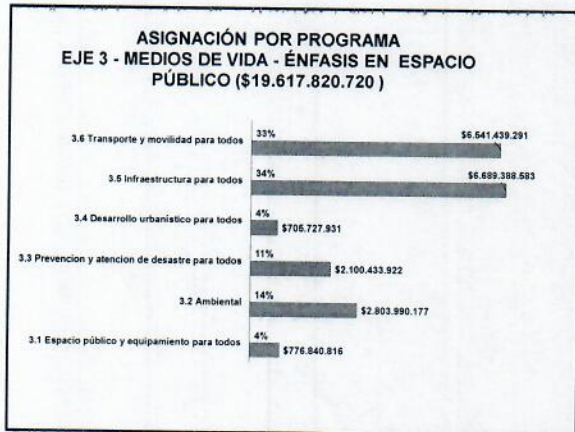 ASIGNACIÓN POR PROGRAMA
EJE 3 - MEDIOS DE VIDA - ÉNFASIS EN ESPACIO
PÚBLICO ($19.617.820.720 )
3.6 Transporte y movilidad para todos 33% $6.541.439.291
3.5 Infraestructura para todos 34% $6.689.388.583
3.4 Desarrollo urbanístico para todos 4% $705.727.931
3.3 Prevencion y atencion de desastre para todos 11% $2.100.433.922
3.2 Ambiental 14% $2.803.990.177
3.1 Espacio público y equipamiento para todos 4% $776.840.816